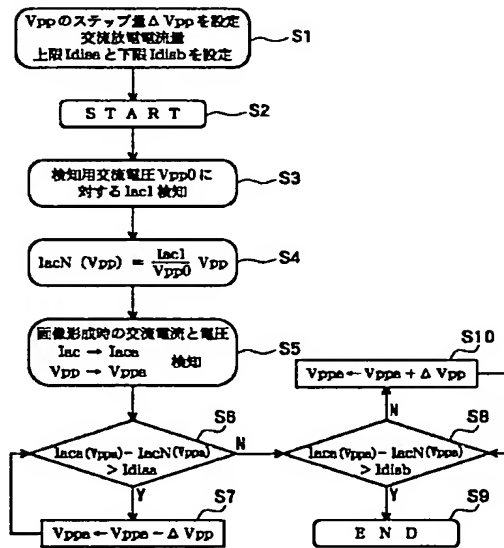 Vppのステップ量ΔVppを設定
交流放電電流量
上限Idisaと下限Idisbを設定
S1
START
S2
検知用交流電圧Vpp0に
対するIac1検知
S3
IacN (Vpp) = Iac1/Vpp0 Vpp
S4
画像形成時の交流電流と電圧
Iac → Iaca
Vpp → Vppa
検知
S5
S6
Iaca(Vppa)-IacN(Vppa)
> Idisa
N
Y
S7
Vppa←Vppa-ΔVpp
S10
Vppa←Vppa+ΔVpp
N
S8
Iaca(Vppa)-IacN(Vppa)
> Idisb
Y
S9
END